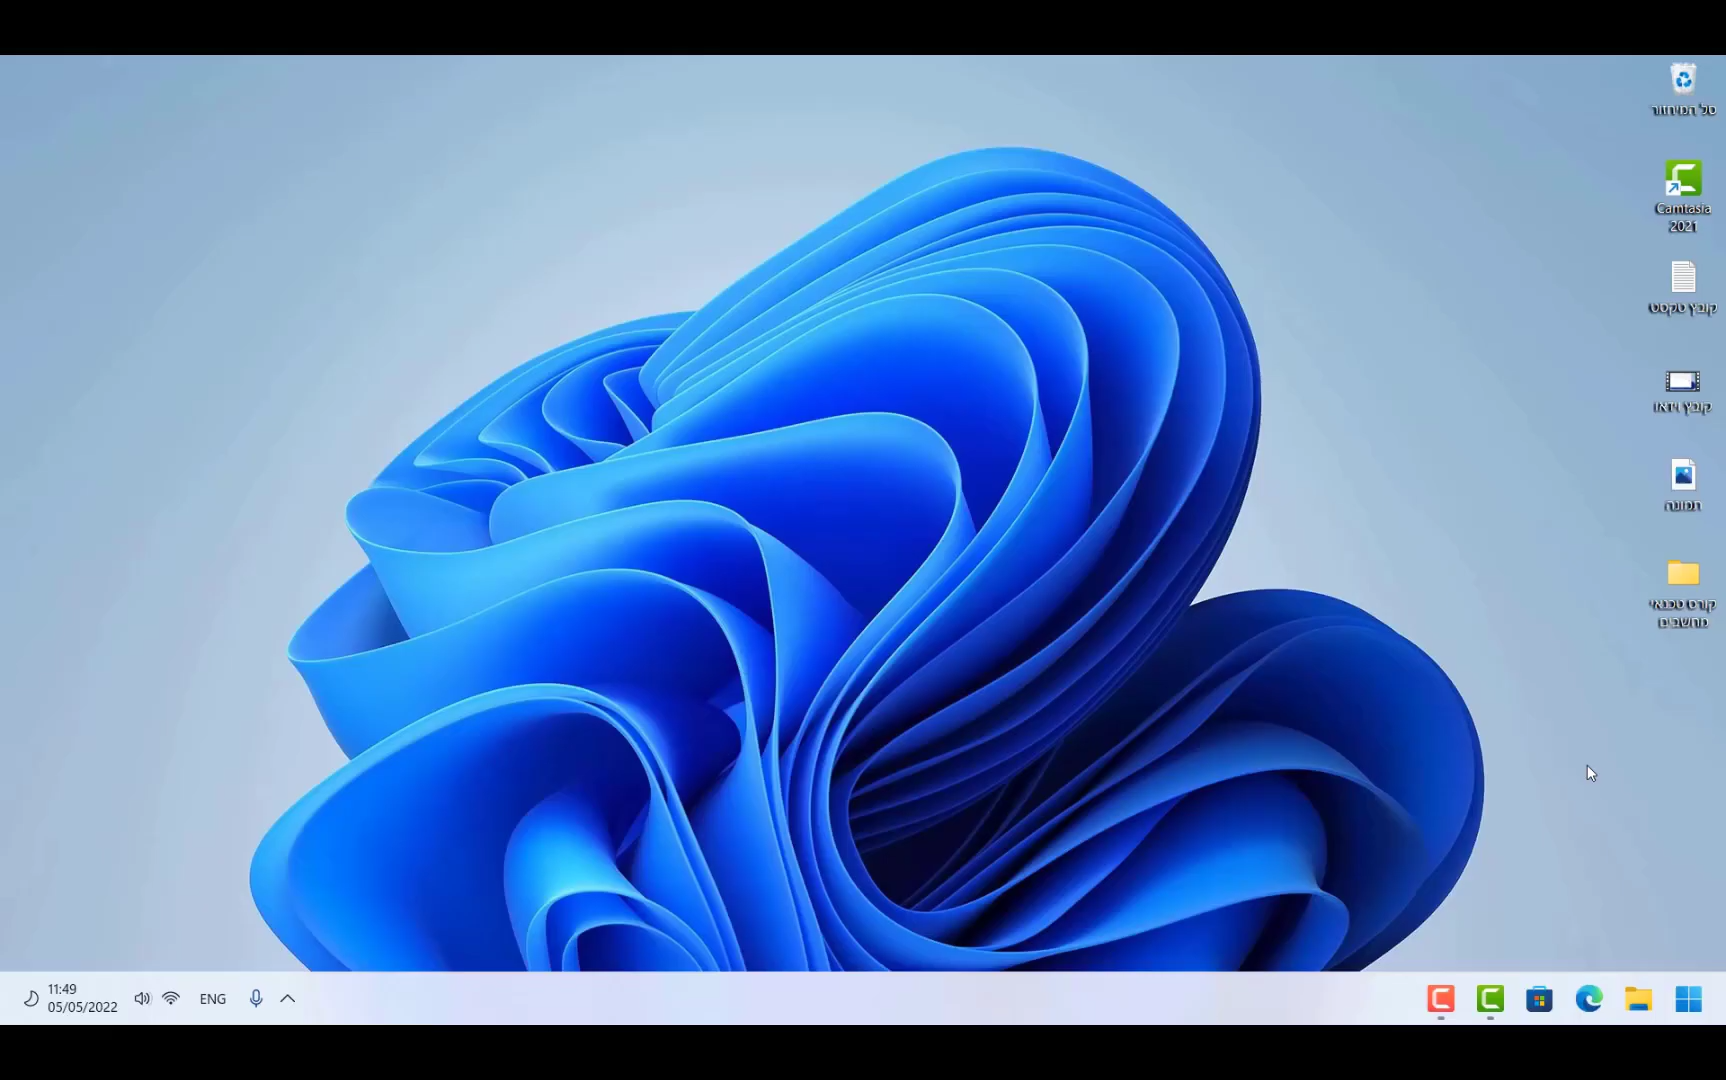 סל המיחזור
Camtasia
2021
קובץ טקסט
קובץ וידאו
תמונה
קורס טכנאי
מחשבים
11:49
05/05/2022
ENG